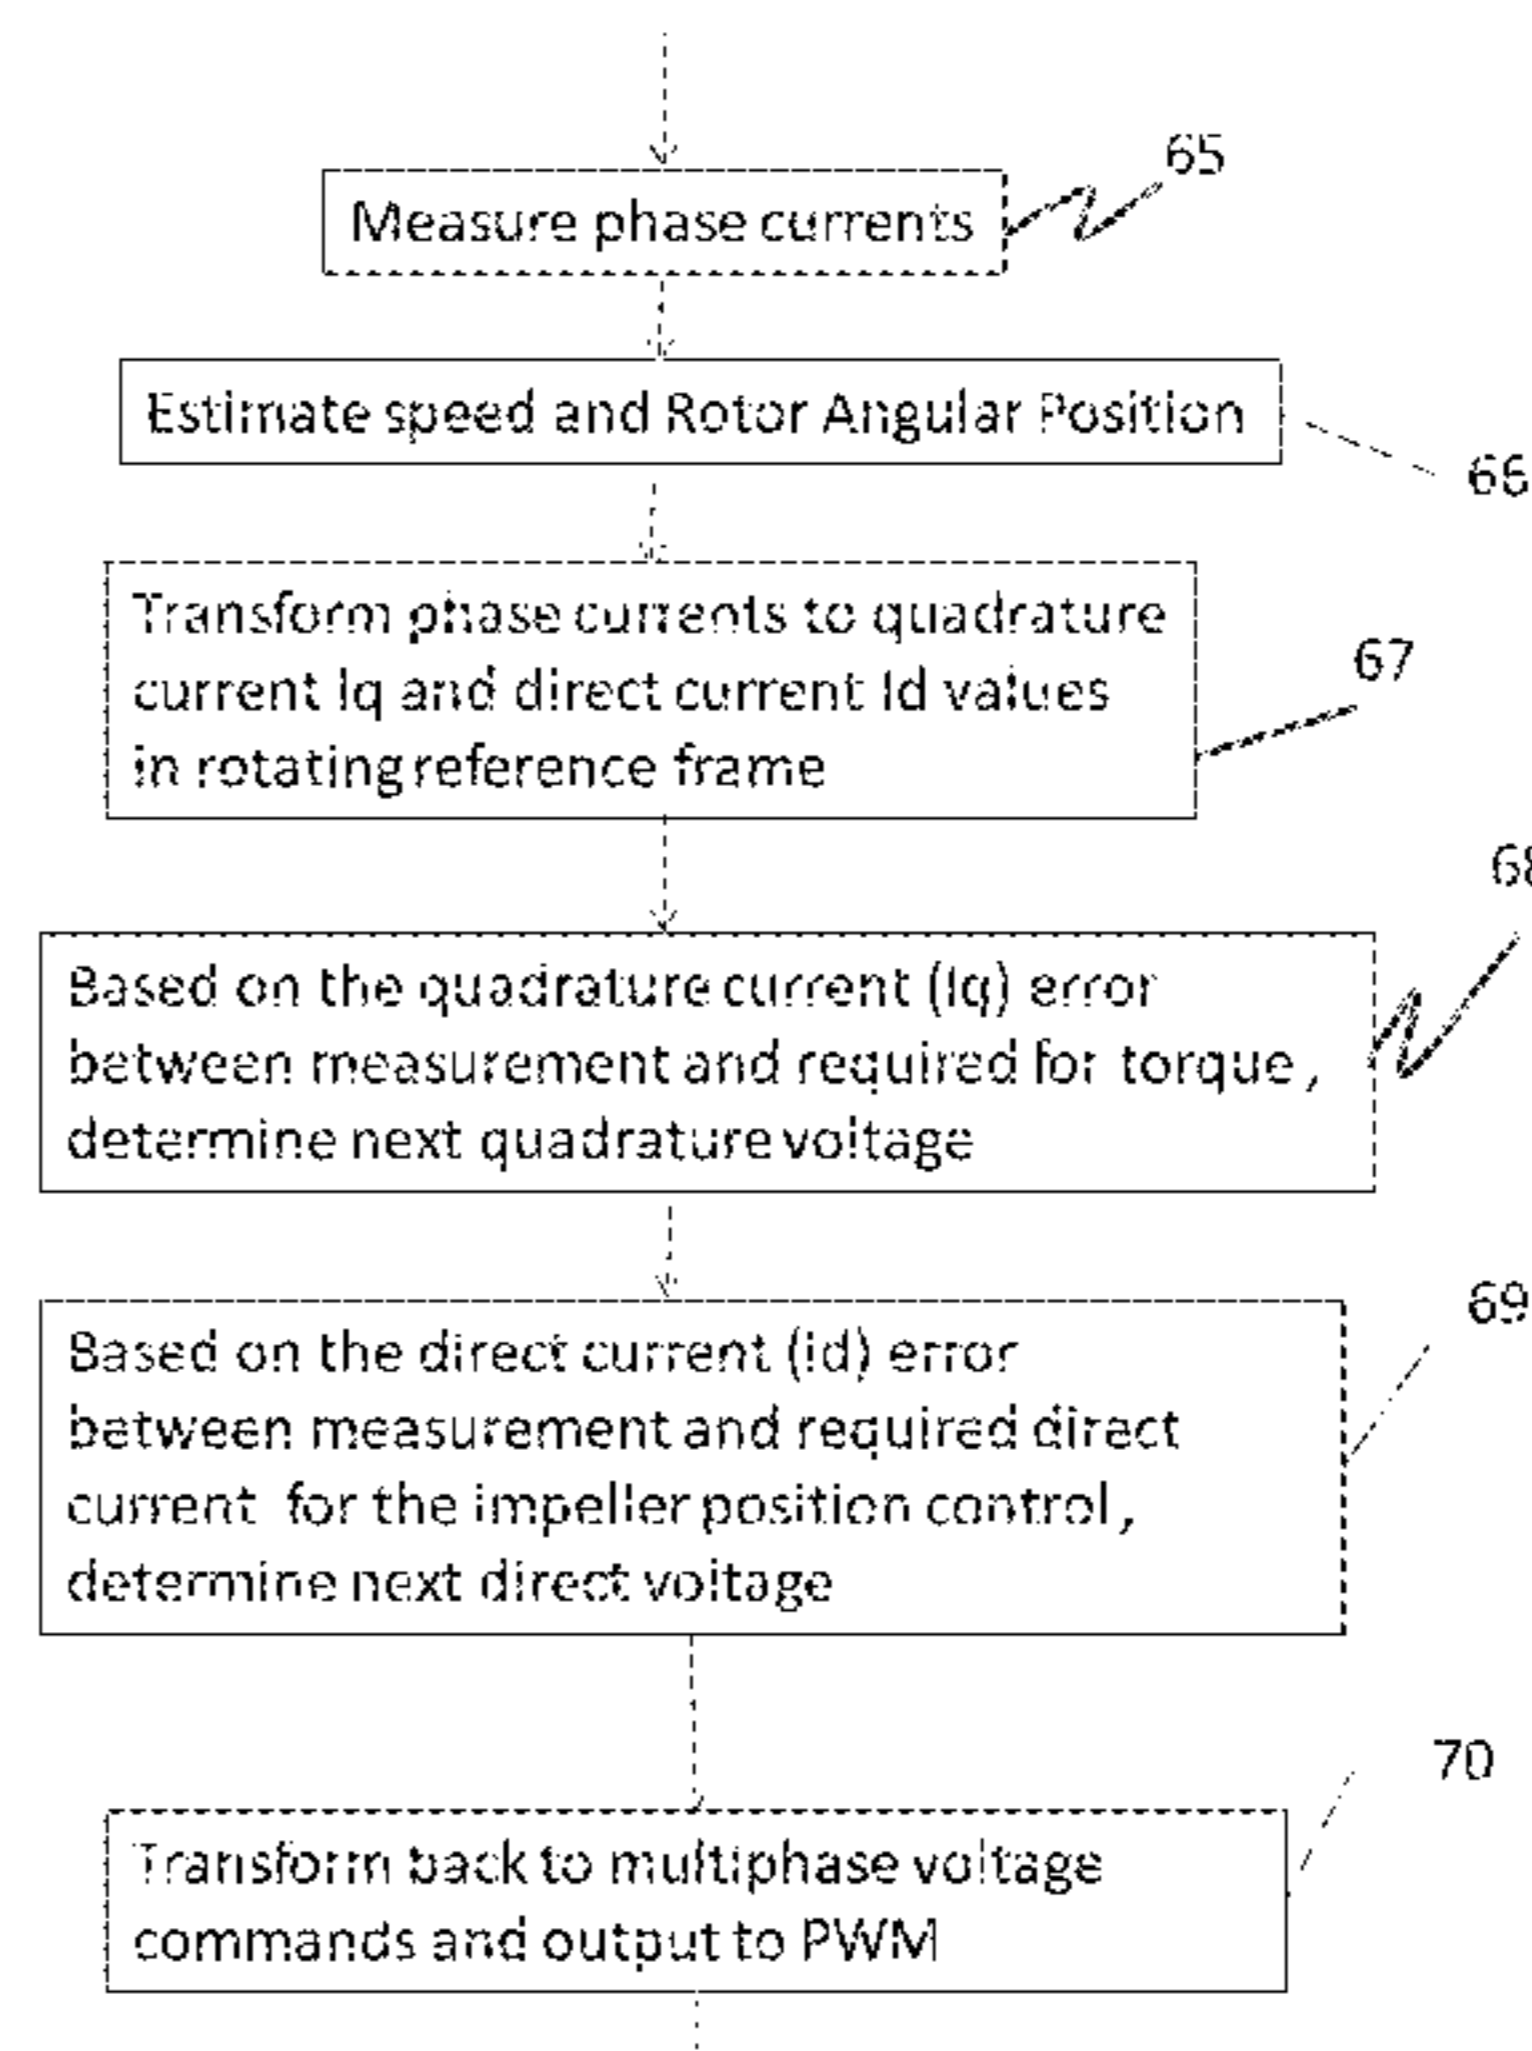 65
Measure phase currents
Estimate speed and Rotor Angular Position
66
Transform phase currents to quadrature
current Iq and direct current Id values
in rotating reference frame
67
68
Based on the quadrature current (Iq) error
between measurement and required for torque ,
determine next quadrature voltage
69
Based on the direct current (id) error
between measurement and required direct
current for the impeller position control ,
determine next direct voltage
70
Transform back to multiphase voltage
commands and output to PWM